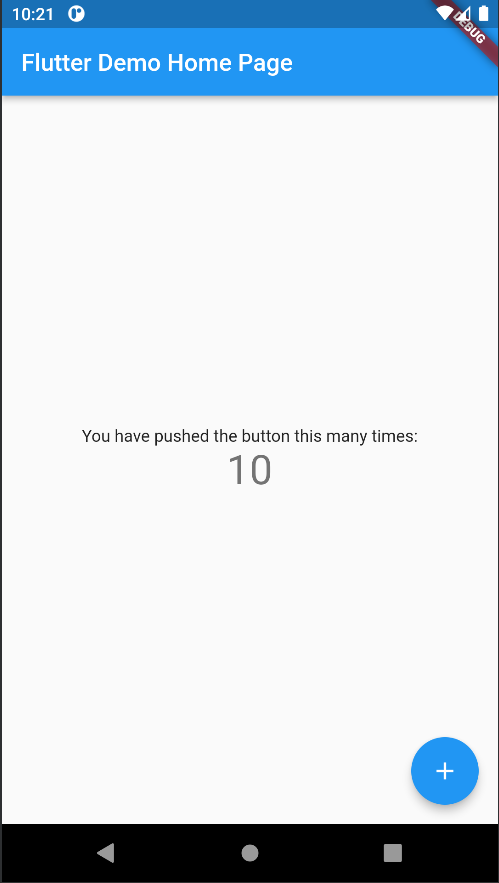 10:21
DEBUG
Flutter Demo Home Page
You have pushed the button this many times:
10